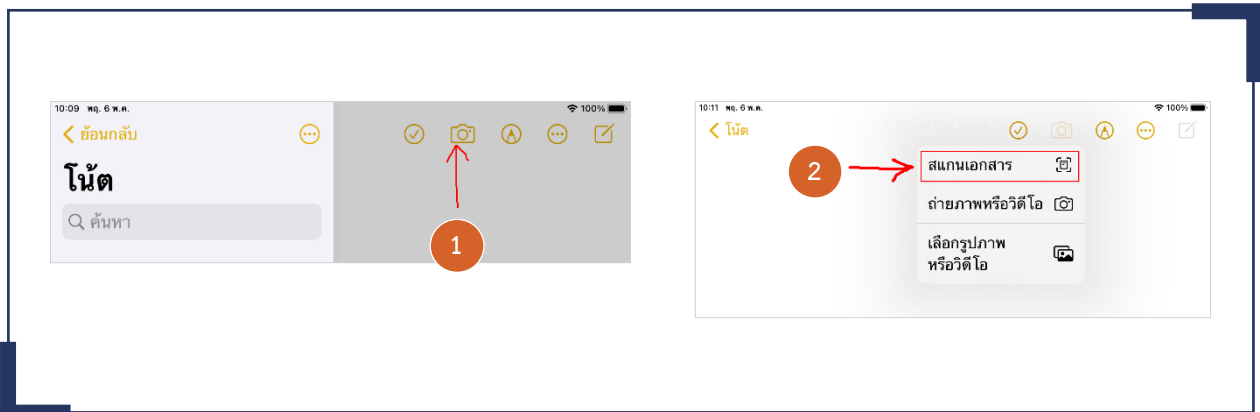 10:09 พฤ. 6 พ.ค.
100%
ย้อนกลับ
โน้ต
ค้นหา
1
10:11 พฤ. 6 พ.ค.
100%
โน้ต
2
สแกนเอกสาร
ถ่ายภาพหรือวิดีโอ
เลือกรูปภาพ
หรือวิดีโอ